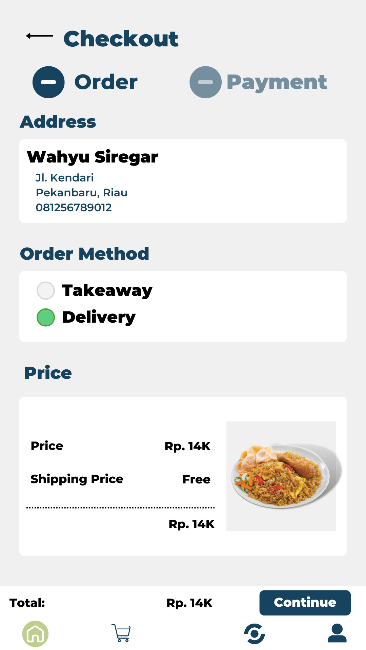 Checkout
Order
Payment
Address
Wahyu Siregar
Jl. Kendari
Pekanbaru, Riau
081256789012
Order Method
Takeaway
Delivery
Price
Price Rp. 14K
Shipping Price Free
Rp. 14K
Total: Rp. 14K Continue